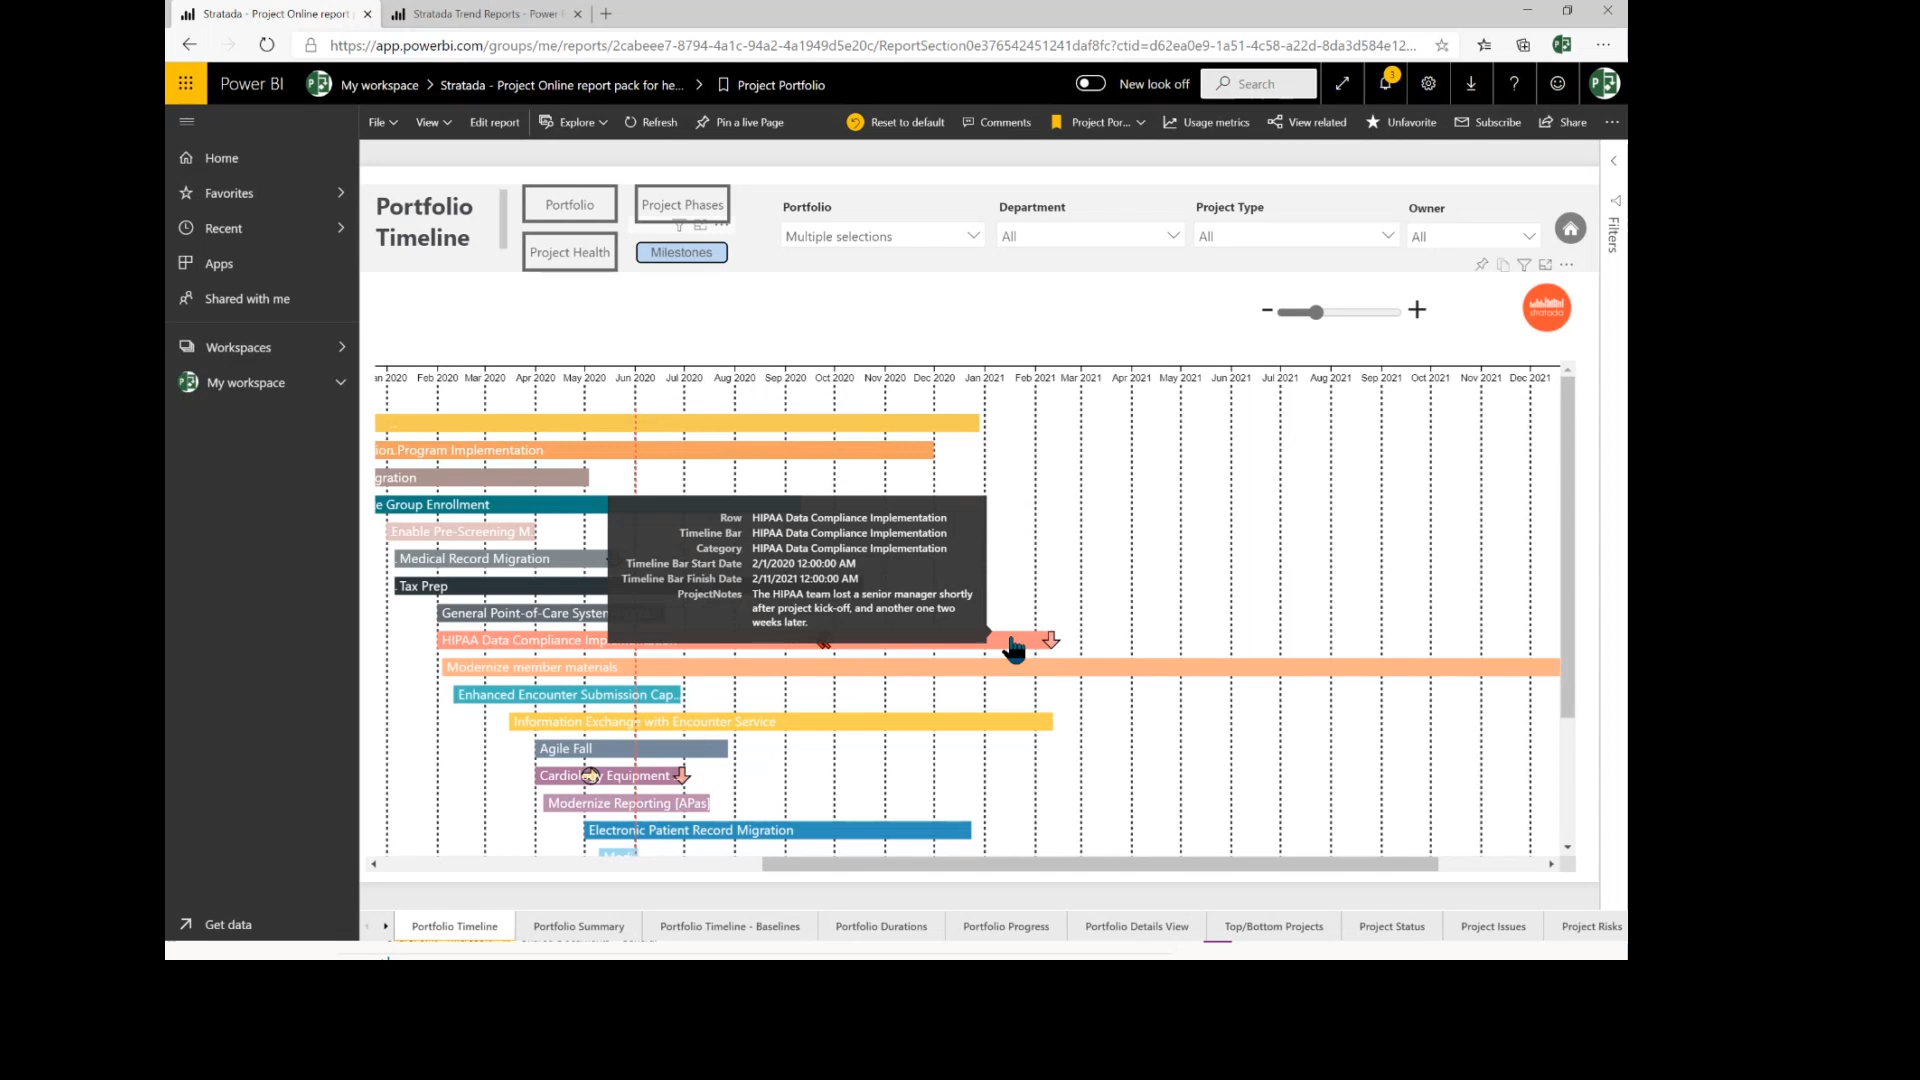 Stratada - Project Online report
Stratada Trend Reports - Power B
https://app.powerbi.com/groups/me/reports/2cabeee7-8794-4a1c-94a2-4a1949d5e20c/ReportSection0e376542451241daf8fc?ctid=d62ea0e9-1a51-4c58-a22d-8da3d584e12...
Power BI
My workspace
Stratada - Project Online report pack for he...
Project Portfolio
New look off
Search
3
File
View
Edit report
Explore
Refresh
Pin a live Page
Reset to default
Comments
Project Por...
Usage metrics
View related
Unfavorite
Subscribe
Share
Home
Favorites
Recent
Apps
Shared with me
Workspaces
My workspace
Get data
Portfolio
Timeline
Portfolio
Project Phases
Project Health
Milestones
Portfolio
Multiple selections
Department
All
Project Type
All
Owner
All
Filters
stratada
n 2020 Feb 2020 Mar 2020 Apr 2020 May 2020 Jun 2020 Jul 2020 Aug 2020 Sep 2020 Oct 2020 Nov 2020 Dec 2020 Jan 2021 Feb 2021 Mar 2021 Apr 2021 May 2021 Jun 2021 Jul 2021 Aug 2021 Sep 2021 Oct 2021 Nov 2021 Dec 2021
ion Program Implementation
gration
e Group Enrollment
Enable Pre-Screening M..
Medical Record Migration
Tax Prep
General Point-of-Care System
HIPAA Data Compliance Imp
Modernize member materials
Enhanced Encounter Submission Cap...
Information Exchange with Encounter Service
Agile Fall
Cardiology Equipment
Modernize Reporting [APas]
Electronic Patient Record Migration
Row HIPAA Data Compliance Implementation
Timeline Bar HIPAA Data Compliance Implementation
Category HIPAA Data Compliance Implementation
Timeline Bar Start Date 2/1/2020 12:00:00 AM
Timeline Bar Finish Date 2/11/2021 12:00:00 AM
ProjectNotes The HIPAA team lost a senior manager shortly
after project kick-off, and another one two
weeks later.
Portfolio Timeline
Portfolio Summary
Portfolio Timeline - Baselines
Portfolio Durations
Portfolio Progress
Portfolio Details View
Top/Bottom Projects
Project Status
Project Issues
Project Risks